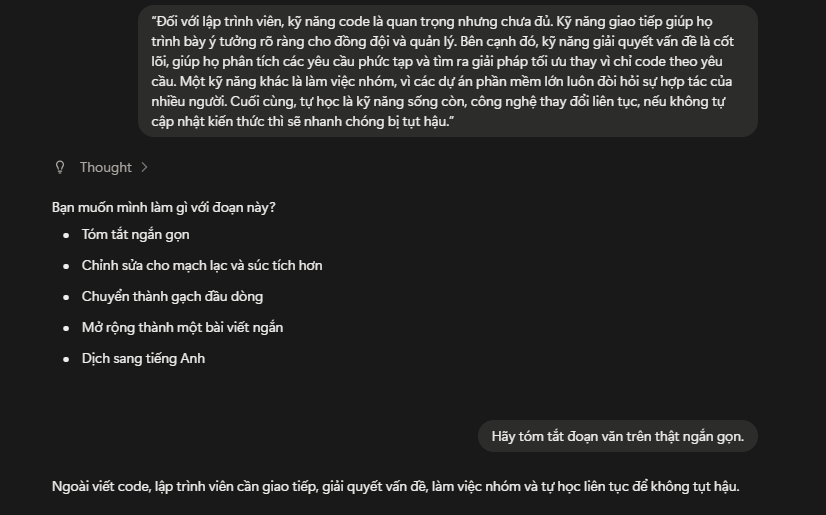 “Đối với lập trình viên, kỹ năng code là quan trọng nhưng chưa đủ. Kỹ năng giao tiếp giúp họ
trình bày ý tưởng rõ ràng cho đồng đội và quản lý. Bên cạnh đó, kỹ năng giải quyết vấn đề là cốt
lõi, giúp họ phân tích các yêu cầu phức tạp và tìm ra giải pháp tối ưu thay vì chỉ code theo yêu
cầu. Một kỹ năng khác là làm việc nhóm, vì các dự án phần mềm lớn luôn đòi hỏi sự hợp tác của
nhiều người. Cuối cùng, tự học là kỹ năng sống còn, công nghệ thay đổi liên tục, nếu không tự
cập nhật kiến thức thì sẽ nhanh chóng bị tụt hậu.”
Thought
Bạn muốn mình làm gì với đoạn này?
• Tóm tắt ngắn gọn
• Chỉnh sửa cho mạch lạc và súc tích hơn
• Chuyển thành gạch đầu dòng
• Mở rộng thành một bài viết ngắn
• Dịch sang tiếng Anh
Hãy tóm tắt đoạn văn trên thật ngắn gọn.
Ngoài viết code, lập trình viên cần giao tiếp, giải quyết vấn đề, làm việc nhóm và tự học liên tục để không tụt hậu.